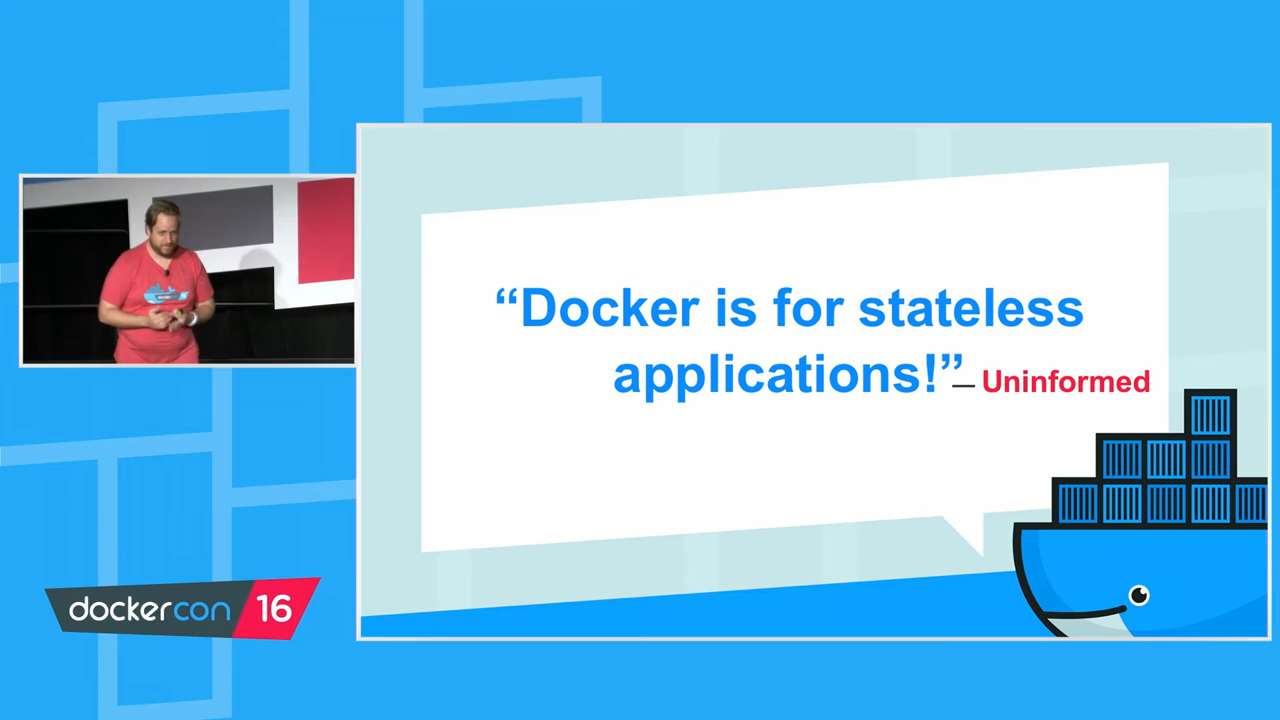 “Docker is for stateless
applications!” — Uninformed
dockercon 16